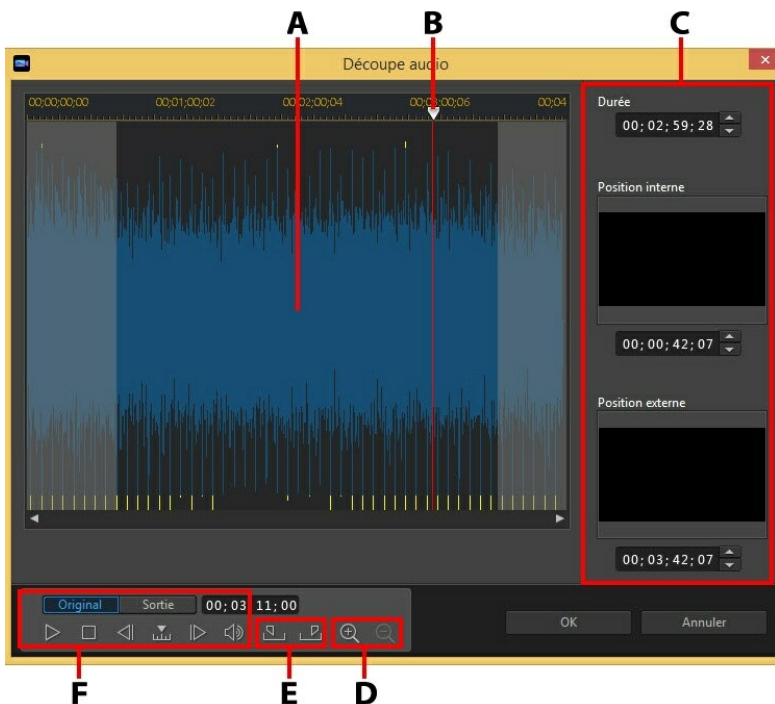 A B C
Découpe audio
00;00;00;00 00;01;00;02 00;02;00;04 00;03;00;06 00;04
Durée
00; 02; 59; 28
Position interne
00; 00; 42; 07
Position externe
00; 03; 42; 07
Original Sortie 00; 03 11; 00
OK Annuler
F E D